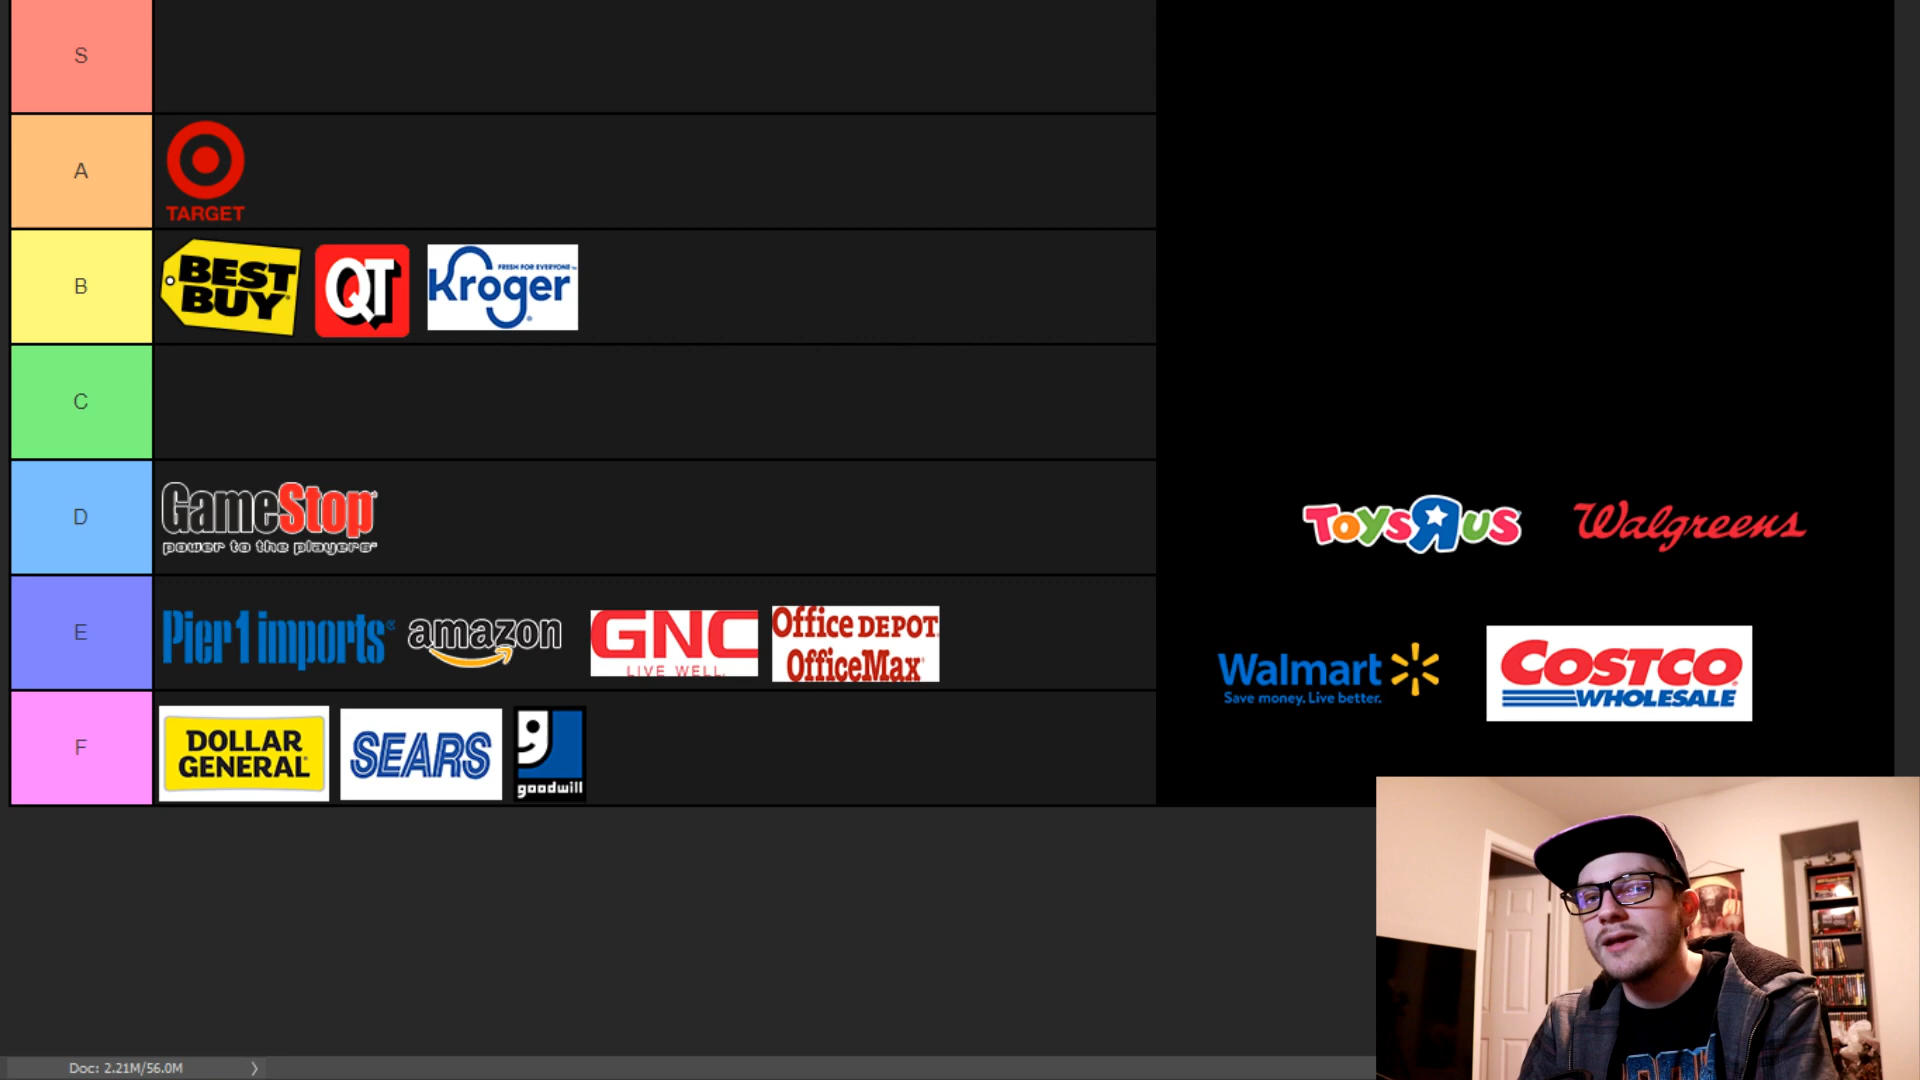 S
A
TARGET
B
BEST
BUY
QT
FRESH FOR EVERYONE
Kroger
C
D
GameStop
power to the players
ToysRus
Walgreens
E
Pier 1 imports
amazon
GNC
LIVE WELL.
Office DEPOT.
OfficeMax
Walmart
Save money. Live better.
COSTCO
WHOLESALE
F
DOLLAR
GENERAL
SEARS
g
goodwill
Doc: 2.21M/56.0M